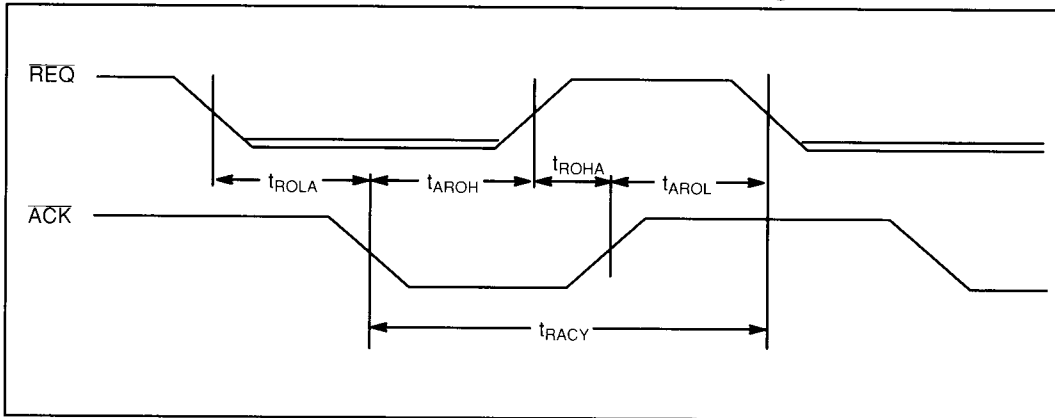 REQ
tROLA
tAROH
tROHA
tAROL
ACK
tRACY